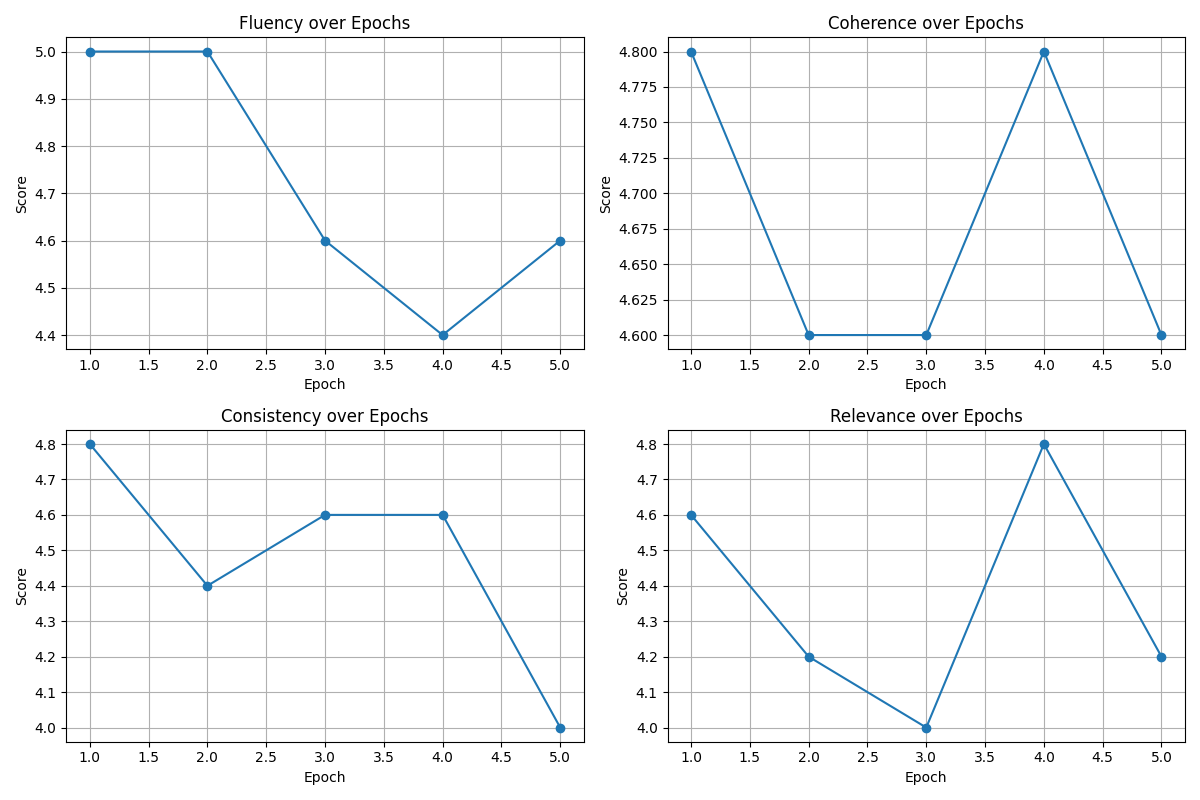 Fluency over Epochs
Score
5.0
4.9
4.8
4.7
4.6
4.5
4.4
1.0 1.5 2.0 2.5 3.0 3.5 4.0 4.5 5.0
Epoch
Coherence over Epochs
Score
4.800
4.775
4.750
4.725
4.700
4.675
4.650
4.625
4.600
1.0 1.5 2.0 2.5 3.0 3.5 4.0 4.5 5.0
Epoch
Consistency over Epochs
Score
4.8
4.7
4.6
4.5
4.4
4.3
4.2
4.1
4.0
1.0 1.5 2.0 2.5 3.0 3.5 4.0 4.5 5.0
Epoch
Relevance over Epochs
Score
4.8
4.7
4.6
4.5
4.4
4.3
4.2
4.1
4.0
1.0 1.5 2.0 2.5 3.0 3.5 4.0 4.5 5.0
Epoch